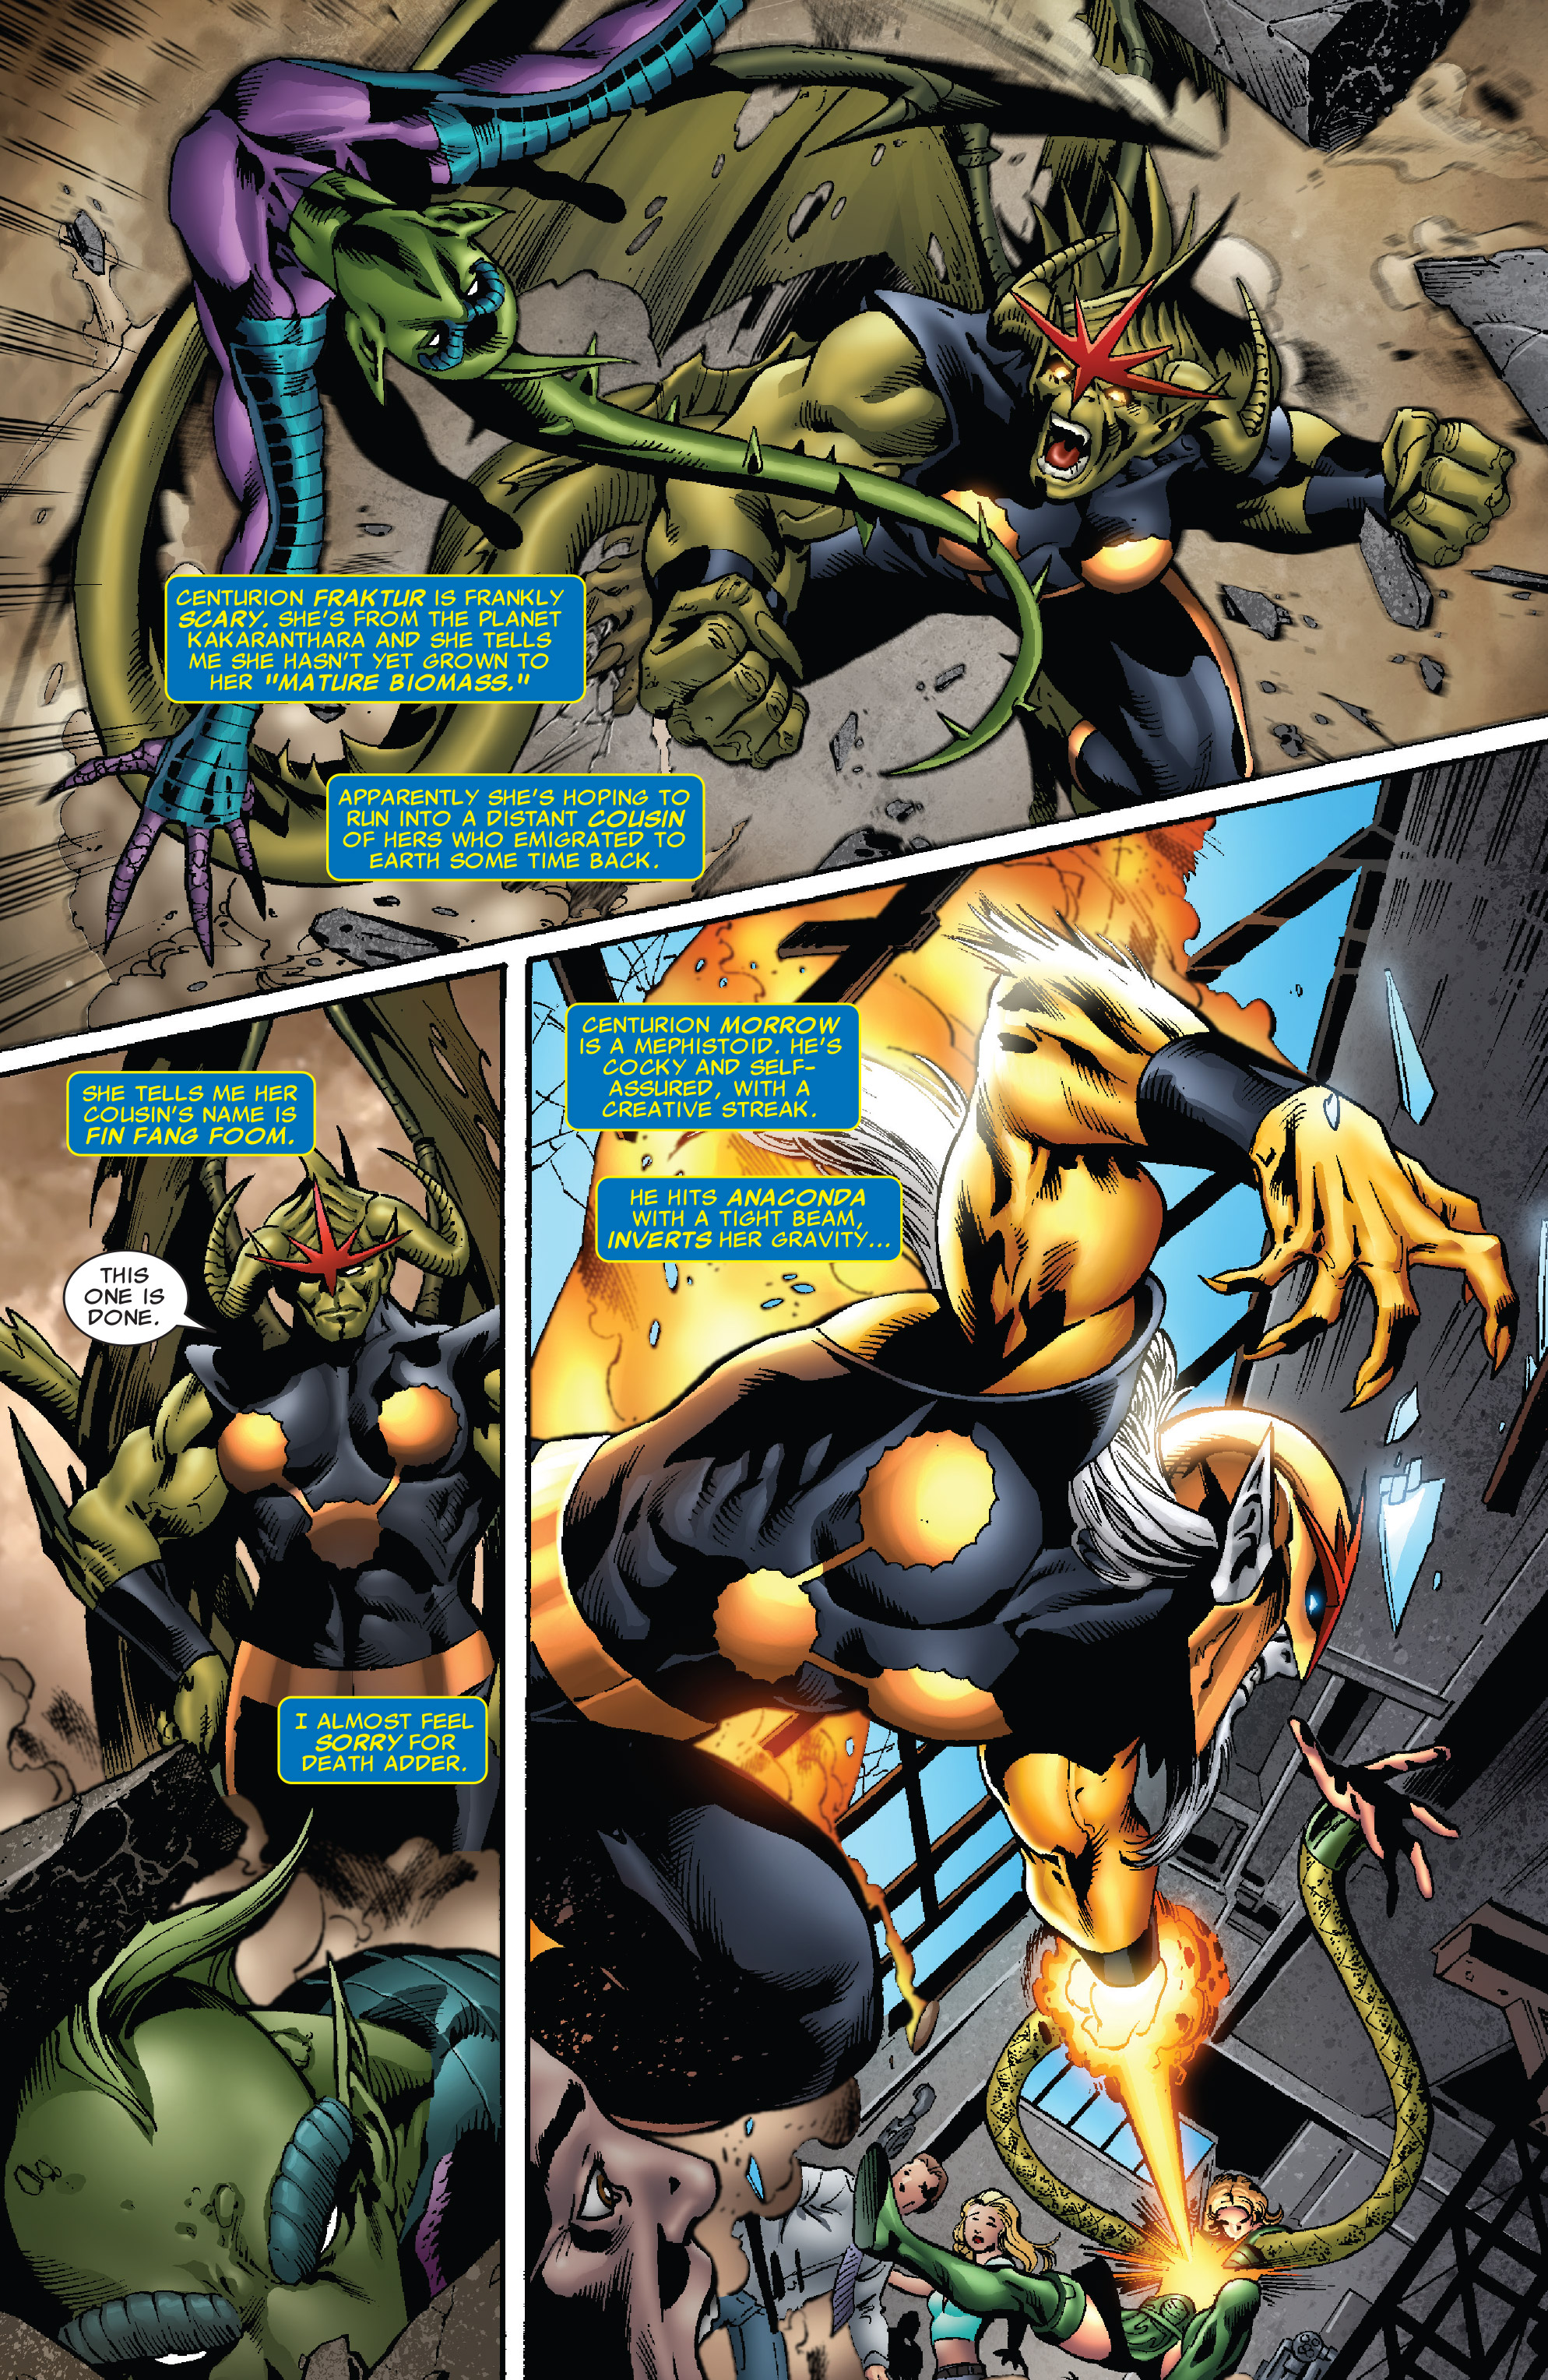 CENTURION FRAKTUR IS FRANKLY
SCARY. SHE'S FROM THE PLANET
KAKARANTHARA AND SHE TELLS
ME SHE HASN'T YET GROWN TO
HER "MATURE BIOMASS."
APPARENTLY SHE'S HOPING TO
RUN INTO A DISTANT COUSIN
OF HERS WHO EMIGRATED TO
EARTH SOME TIME BACK.
SHE TELLS ME HER
COUSIN'S NAME IS
FIN FANG FOOM.
THIS
ONE IS
DONE.
I ALMOST FEEL
SORRY FOR
DEATH ADDER.
CENTURION MORROW
IS A MEPHISTOID. HE'S
COCKY AND SELF-
ASSURED, WITH A
CREATIVE STREAK.
HE HITS ANACONDA
WITH A TIGHT BEAM,
INVERTS HER GRAVITY...